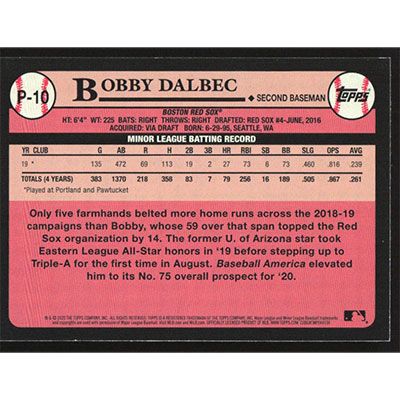 P-10
BOBBY DALBEC
SECOND BASEMAN
Topps
BOSTON RED SOX®
HT: 6'4" WT: 225 BATS: RIGHT THROWS: RIGHT DRAFTED: RED SOX #4-JUNE, 2016
ACQUIRED: VIA DRAFT BORN: 6-29-95, SEATTLE, WA
MINOR LEAGUE BATTING RECORD
YR CLUB G AB R H 2B 3B HR RBI SB BB SLG OPS AVG
19 * 135 472 69 113 19 2 27 73 6 73 .460 .816 .239
TOTALS (4 YEARS) 383 1370 218 358 83 7 79 256 16 189 .505 .867 .261
*Played at Portland and Pawtucket
Only five farmhands belted more home runs across the 2018-19
campaigns than Bobby, whose 59 over that span topped the Red
Sox organization by 14. The former U. of Arizona star took
Eastern League All-Star honors in '19 before stepping up to
Triple-A for the first time in August. Baseball America elevated
him to its No. 75 overall prospect for '20.